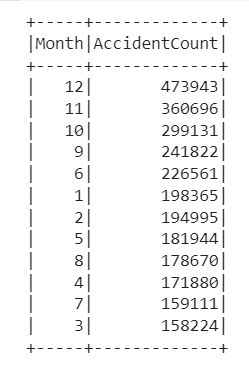 +-----+-------------+
|Month|AccidentCount|
+-----+-------------+
|   12|       473943|
|   11|       360696|
|   10|       299131|
|    9|       241822|
|    6|       226561|
|    1|       198365|
|    2|       194995|
|    5|       181944|
|    8|       178670|
|    4|       171880|
|    7|       159111|
|    3|       158224|
+-----+-------------+